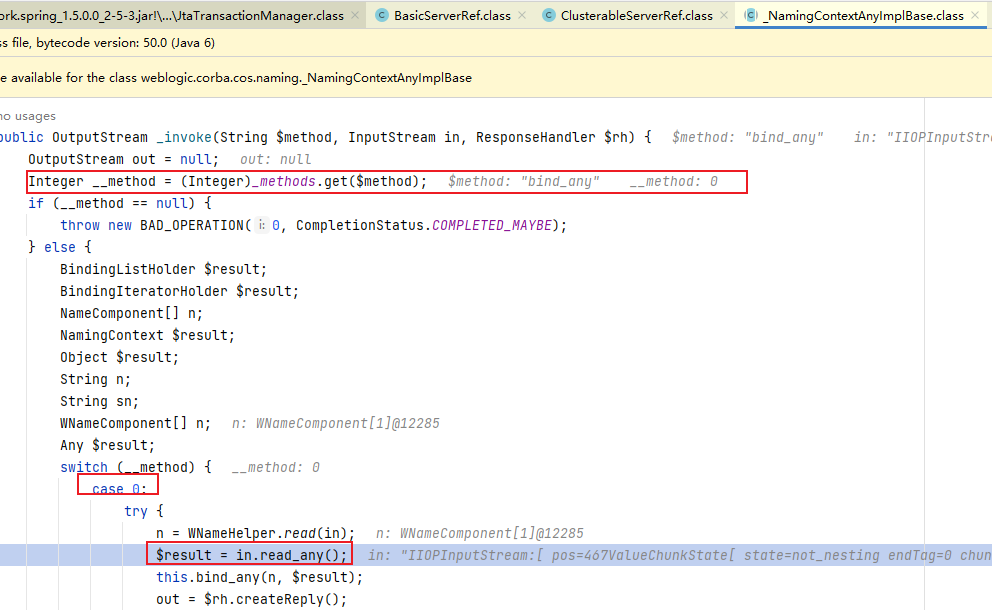 ork.spring_1.5.0.0_2-5-3.jar!\...\JtaTransactionManager.class × BasicServerRef.class × ClusterableServerRef.class × _NamingContextAnyImplBase.class ×
ss file, bytecode version: 50.0 (Java 6)
e available for the class weblogic.corba.cos.naming._NamingContextAnyImplBase
no usages
public OutputStream _invoke(String $method, InputStream in, ResponseHandler $rh) { $method: "bind_any" in: "IIOPInputStre
OutputStream out = null; out: null
Integer __method = (Integer)_methods.get($method); $method: "bind_any" __method: 0
if (__method == null) {
throw new BAD_OPERATION( i: 0, CompletionStatus.COMPLETED_MAYBE);
} else {
BindingListHolder $result;
BindingIteratorHolder $result;
NameComponent[] n;
NamingContext $result;
Object $result;
String n;
String sn;
WNameComponent[] n; n: WNameComponent[1]@12285
Any $result;
switch (__method) { __method: 0
case 0:
try {
n = WNameHelper.read(in); n: WNameComponent[1]@12285
$result = in.read_any(); in: "IIOPInputStream:[ pos=467ValueChunkState[ state=not_nesting endTag=0 chun
this.bind_any(n, $result);
out = $rh.createReply();